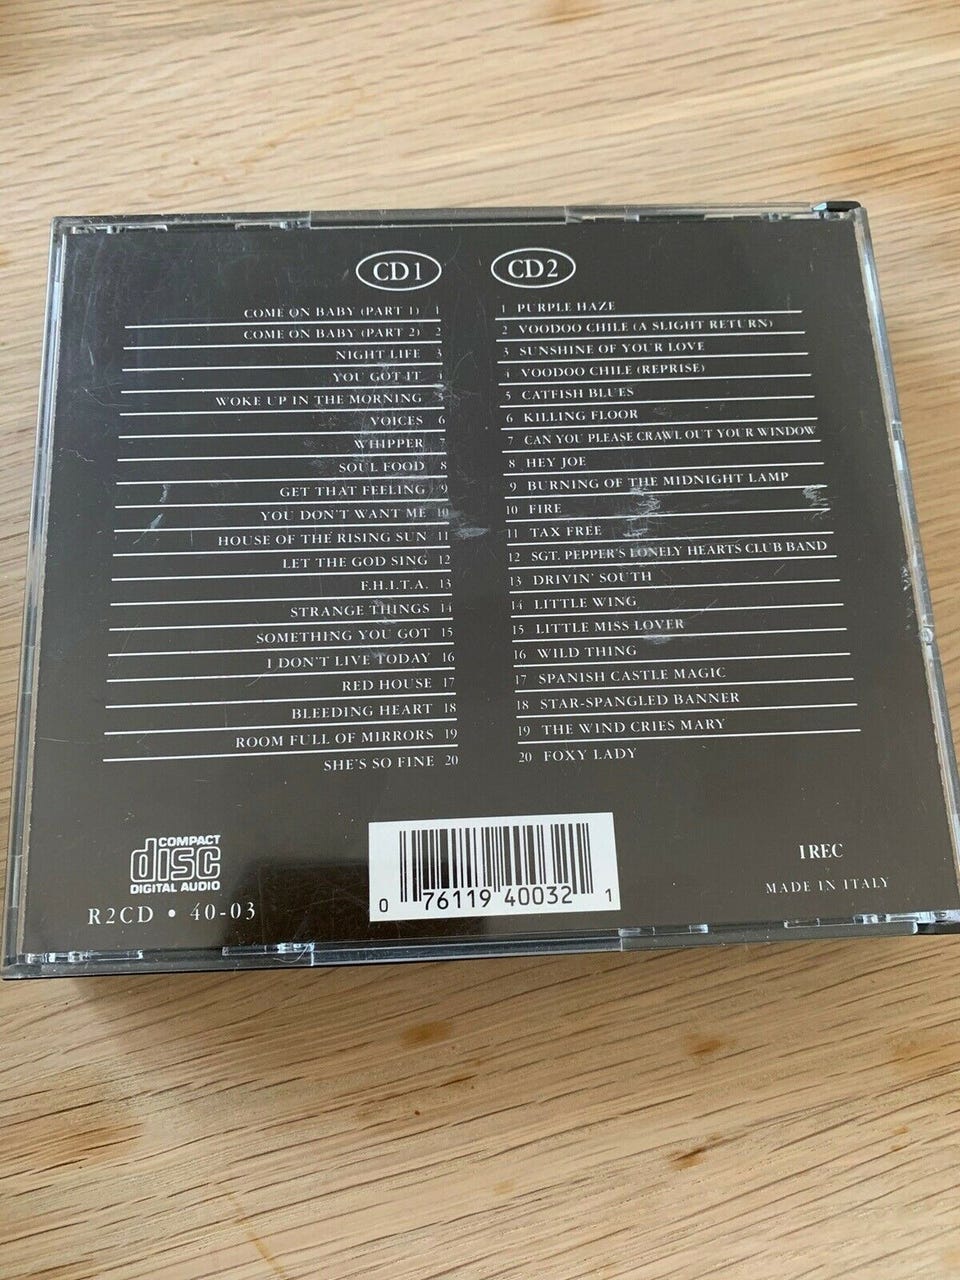 CD 1
COME ON BABY (PART 1) 1
COME ON BABY (PART 2) 2
NIGHT LIFE 3
YOU GOT IT 4
WOKE UP IN THE MORNING 5
VOICES 6
WHIPPER 7
SOUL FOOD 8
GET THAT FEELING 9
YOU DON'T WANT ME 10
HOUSE OF THE RISING SUN 11
LET THE GOD SING 12
F.H.I.T.A. 13
STRANGE THINGS 14
SOMETHING YOU GOT 15
I DON'T LIVE TODAY 16
RED HOUSE 17
BLEEDING HEART 18
ROOM FULL OF MIRRORS 19
SHE'S SO FINE 20
CD 2
1 PURPLE HAZE
2 VOODOO CHILE (A SLIGHT RETURN)
3 SUNSHINE OF YOUR LOVE
4 VOODOO CHILE (REPRISE)
5 CATFISH BLUES
6 KILLING FLOOR
7 CAN YOU PLEASE CRAWL OUT YOUR WINDOW
8 HEY JOE
9 BURNING OF THE MIDNIGHT LAMP
10 FIRE
11 TAX FREE
12 SGT. PEPPER'S LONELY HEARTS CLUB BAND
13 DRIVIN' SOUTH
14 LITTLE WING
15 LITTLE MISS LOVER
16 WILD THING
17 SPANISH CASTLE MAGIC
18 STAR-SPANGLED BANNER
19 THE WIND CRIES MARY
20 FOXY LADY
COMPACT
disc
DIGITAL AUDIO
R2CD • 40-03
0 76119 40032 1
1 REC
MADE IN ITALY